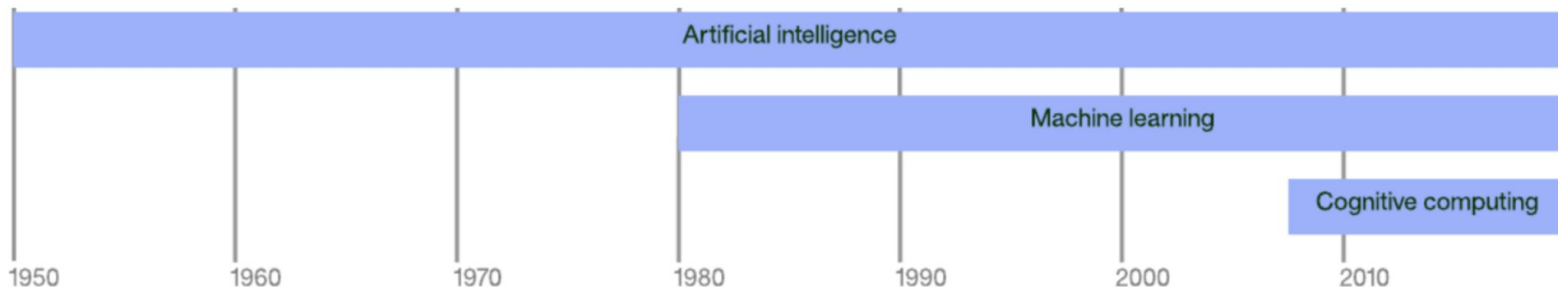 Artificial intelligence
Machine learning
Cognitive computing
1950 1960 1970 1980 1990 2000 2010